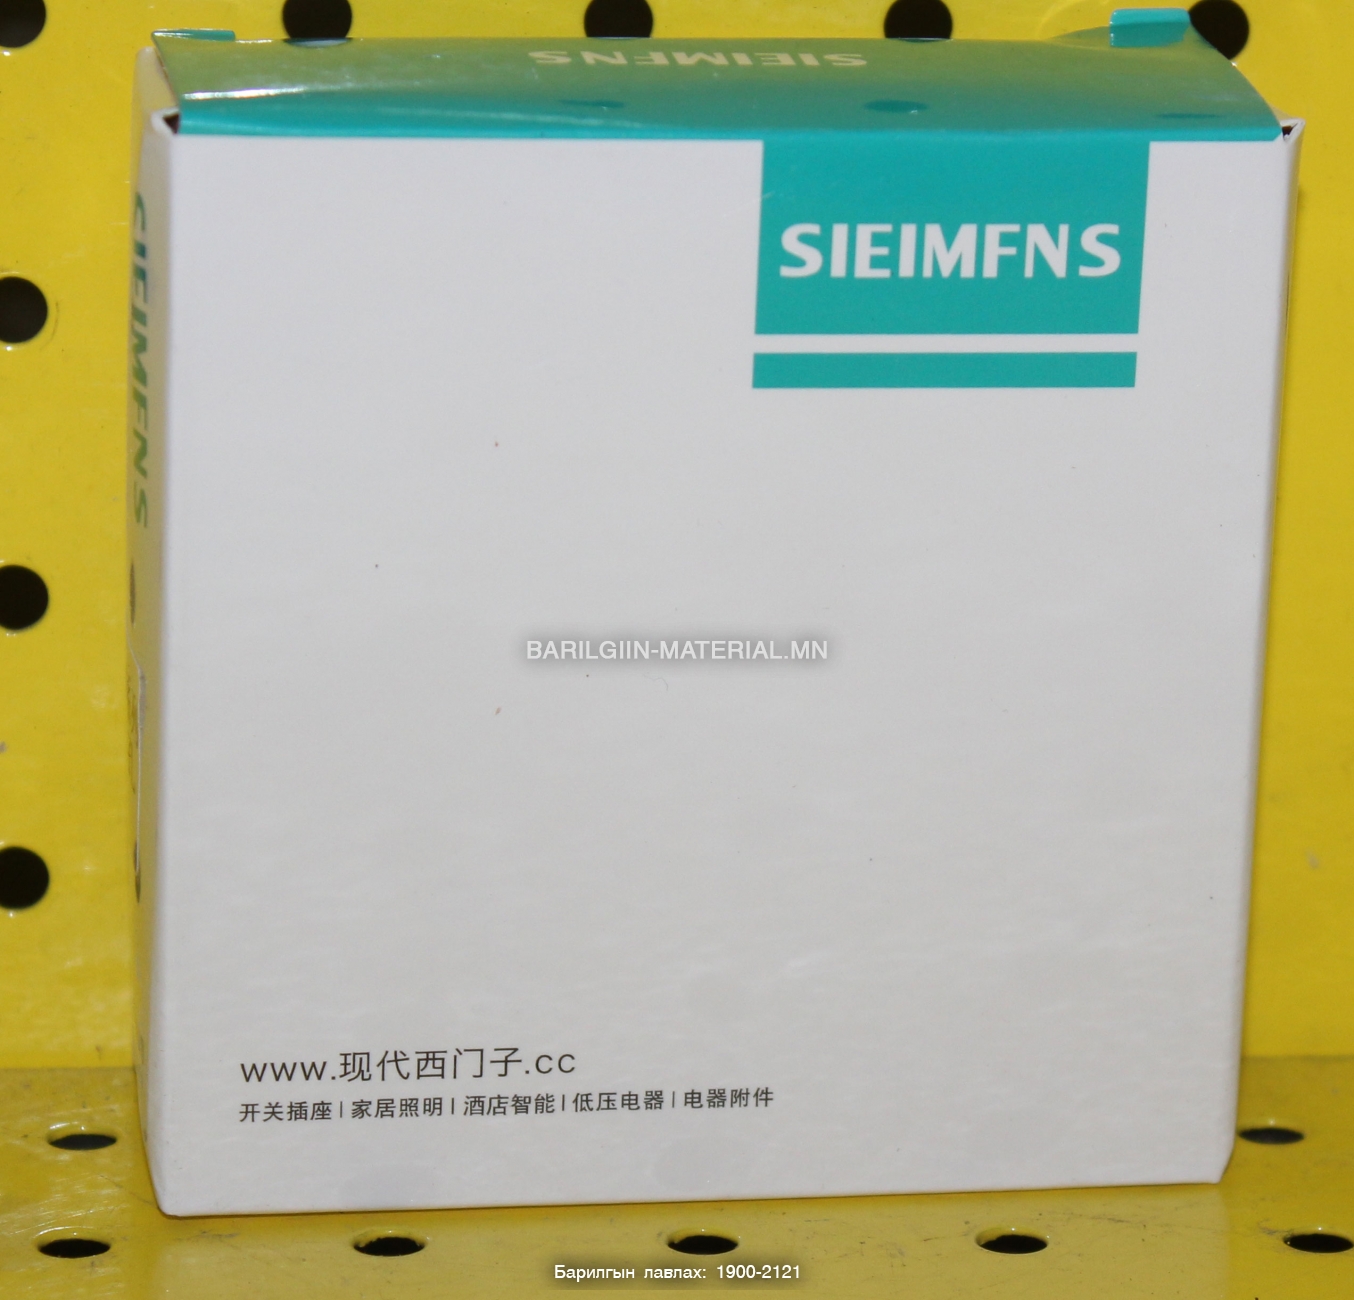 SIEIMFNS
SIEIMFNS
SIEIMFNS
BARILGIIN-MATERIAL.MN
www.现代西门子.cc
开关插座|家居照明|酒店智能|低压电器|电器附件
Барилгын лавлах: 1900-2121